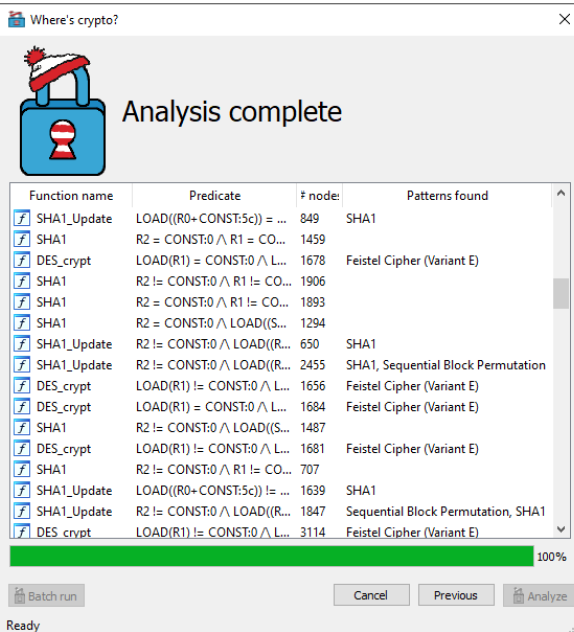 Where's crypto?
Analysis complete
Function name Predicate # nodes Patterns found
SHA1_Update LOAD((R0+CONST:5c)) = ... 849 SHA1
SHA1 R2 = CONST:0 /\ R1 = CO... 1459
DES_crypt LOAD(R1) = CONST:0 /\ L... 1678 Feistel Cipher (Variant E)
SHA1 R2 != CONST:0 /\ R1 != CO... 1906
SHA1 R2 = CONST:0 /\ R1 != CO... 1893
SHA1 R2 = CONST:0 /\ LOAD((S... 1294
SHA1_Update R2 != CONST:0 /\ LOAD((R... 650 SHA1
SHA1_Update R2 != CONST:0 /\ LOAD((R... 2455 SHA1, Sequential Block Permutation
DES_crypt LOAD(R1) != CONST:0 /\ L... 1656 Feistel Cipher (Variant E)
DES_crypt LOAD(R1) = CONST:0 /\ L... 1684 Feistel Cipher (Variant E)
SHA1 R2 != CONST:0 /\ LOAD((S... 1487
DES_crypt LOAD(R1) != CONST:0 /\ L... 1681 Feistel Cipher (Variant E)
SHA1 R2 != CONST:0 /\ R1 != CO... 707
SHA1_Update LOAD((R0+CONST:5c)) != ... 1639 SHA1
SHA1_Update R2 != CONST:0 /\ LOAD((R... 1847 Sequential Block Permutation, SHA1
DES_crypt LOAD(R1) != CONST:0 /\ L... 3114 Feistel Cipher (Variant E)
100%
Batch run Cancel Previous Analyze
Ready